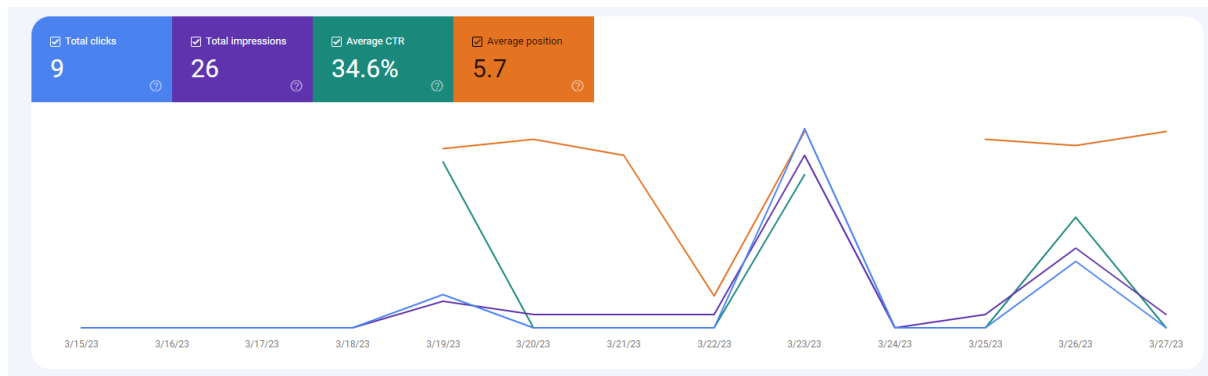 Total clicks
9
Total impressions
26
Average CTR
34.6%
Average position
5.7
3/15/23 3/16/23 3/17/23 3/18/23 3/19/23 3/20/23 3/21/23 3/22/23 3/23/23 3/24/23 3/25/23 3/26/23 3/27/23